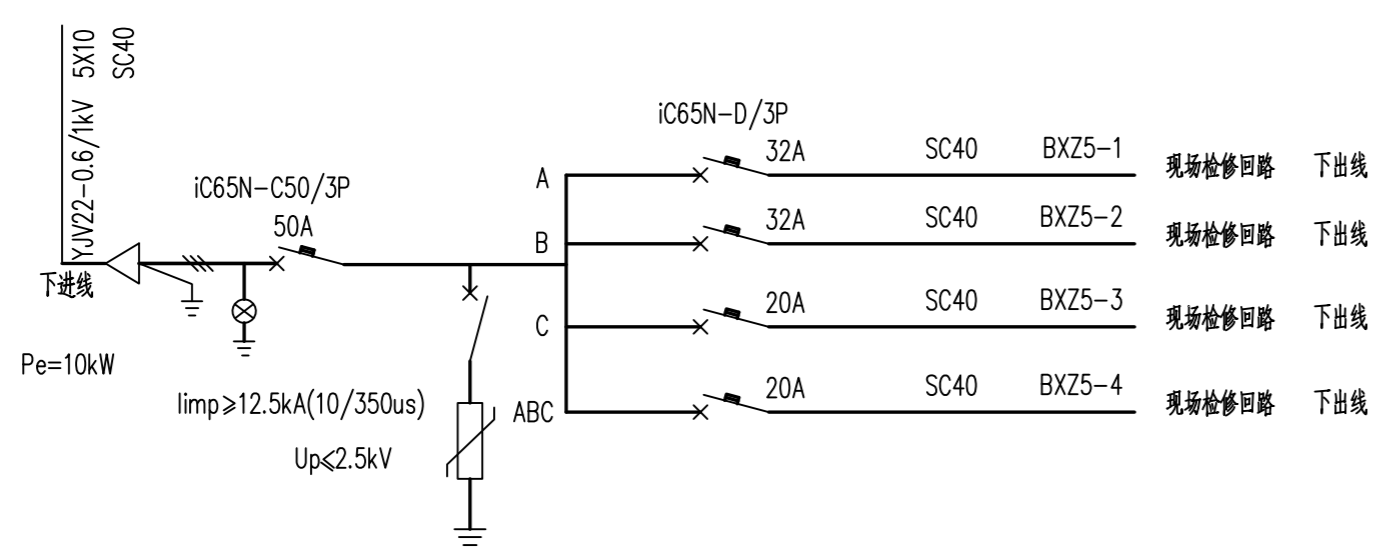 YJV22-0.6/1kV 5X10
SC40
下进线
Pe=10kW
iC65N-C50/3P
50A
Iimp≥12.5kA(10/350us)
Up≤2.5kV
iC65N-D/3P
A 32A SC40 BXZ5-1 现场检修回路 下出线
B 32A SC40 BXZ5-2 现场检修回路 下出线
C 20A SC40 BXZ5-3 现场检修回路 下出线
ABC 20A SC40 BXZ5-4 现场检修回路 下出线